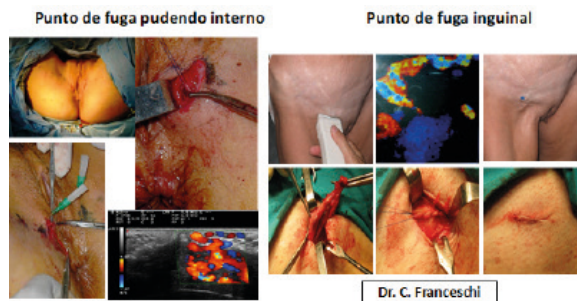 Punto de fuga pudendo interno
Punto de fuga inguinal
Dr. C. Franceschi